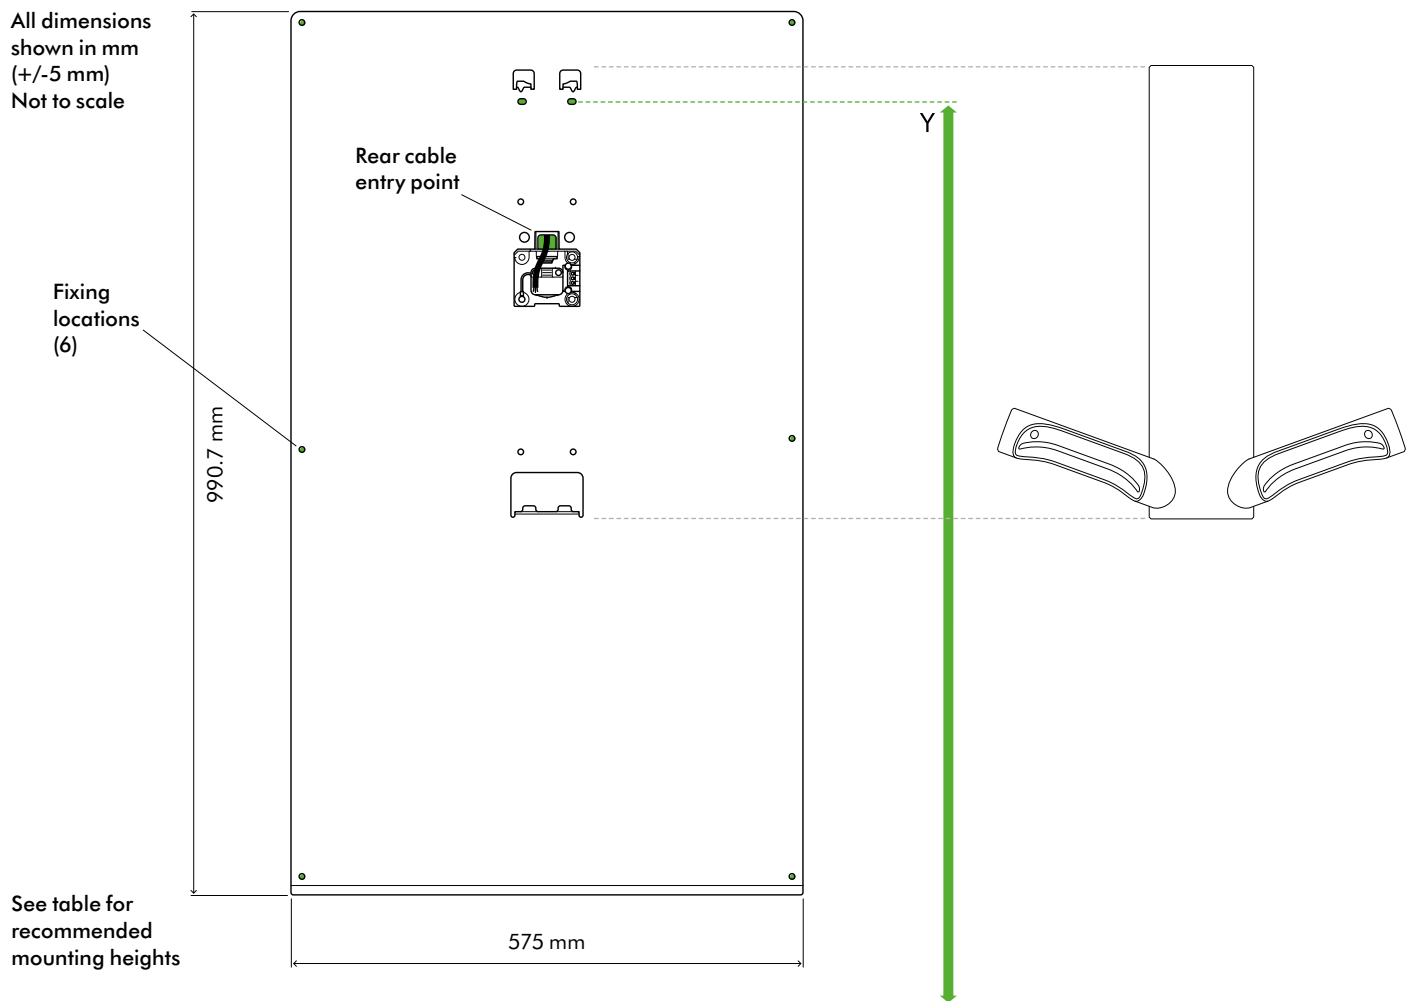 All dimensions
shown in mm
(+/-5 mm)
Not to scale
Y
Rear cable
entry point
Fixing
locations
(6)
990.7 mm
See table for
recommended
mounting heights
575 mm